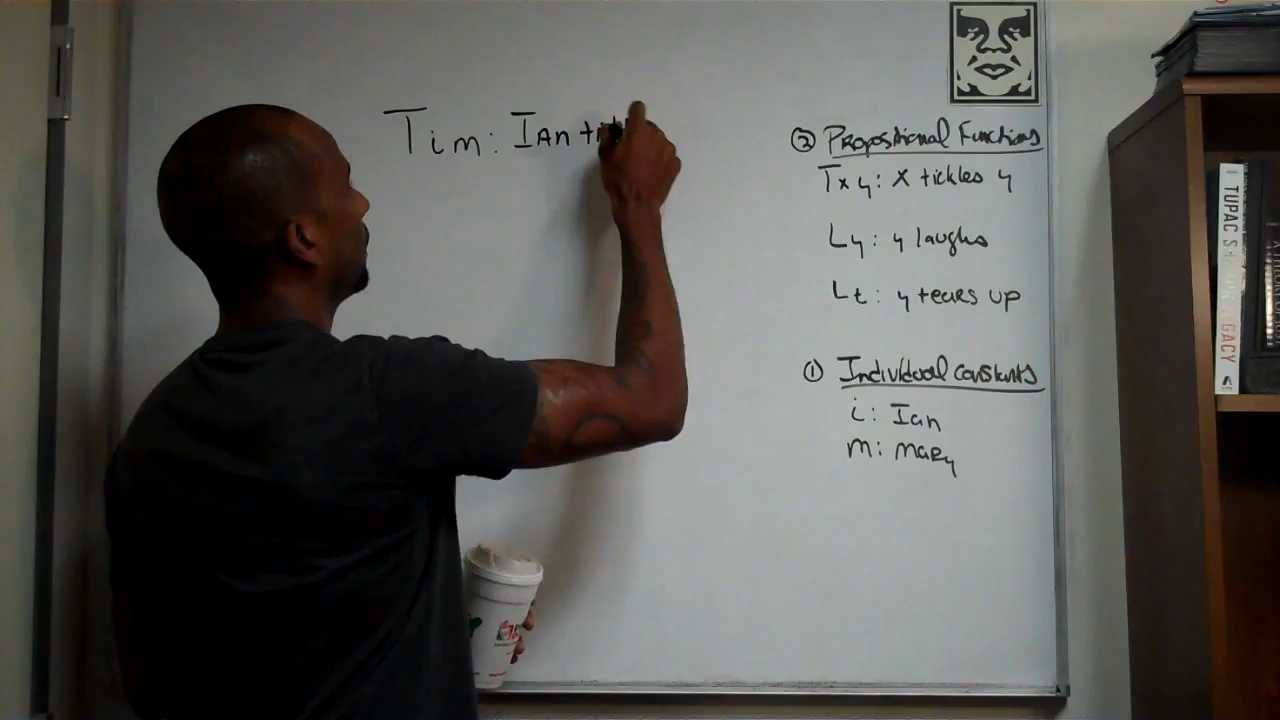 Tim: Ian ti
② Propositional Functions
Txy: x tickles y
Ly: y laughs
Lt: y tears up
① Individual constants
i: Ian
m: Mary
TUPAC
LEGACY